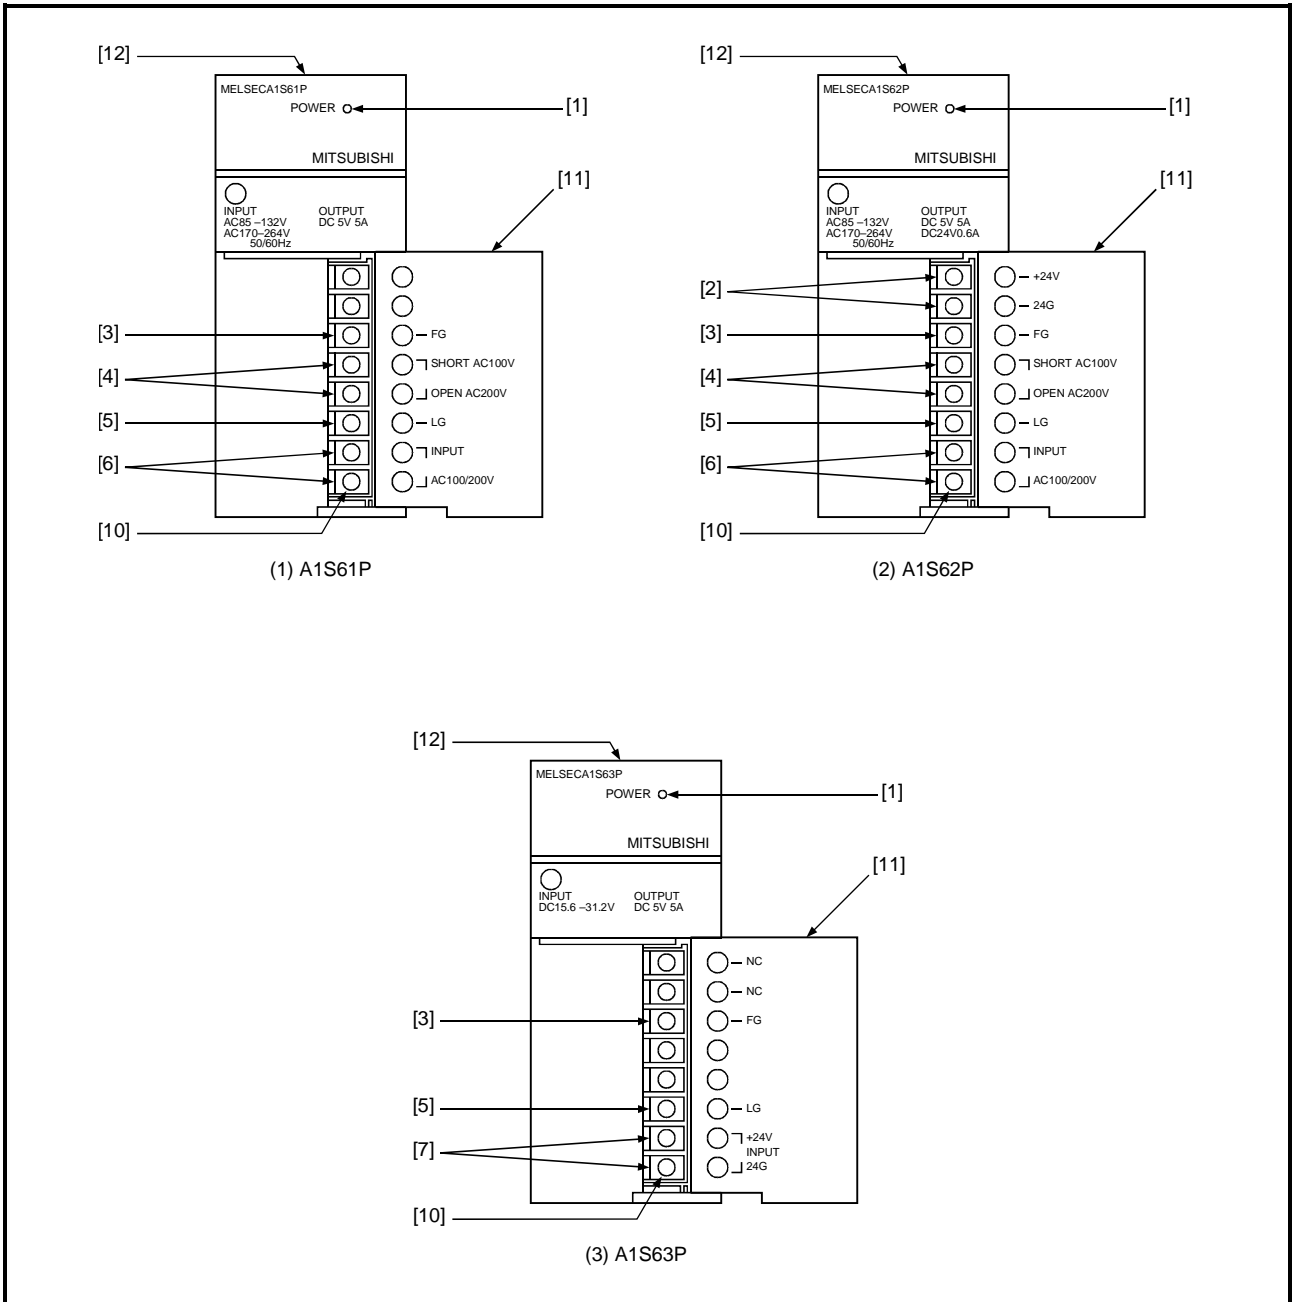 [12]
MELSECA1S61P
POWER
[1]
MITSUBISHI
[11]
INPUT
AC85 –132V
AC170–264V
50/60Hz
OUTPUT
DC 5V 5A
[3]
FG
[4]
SHORT AC100V
OPEN AC200V
[5]
LG
[6]
INPUT
AC100/200V
[10]
(1) A1S61P
[12]
MELSECA1S62P
POWER
[1]
MITSUBISHI
[11]
INPUT
AC85 –132V
AC170–264V
50/60Hz
OUTPUT
DC 5V 5A
DC24V0.6A
[2]
+24V
24G
[3]
FG
[4]
SHORT AC100V
OPEN AC200V
[5]
LG
[6]
INPUT
AC100/200V
[10]
(2) A1S62P
[12]
MELSECA1S63P
POWER
[1]
MITSUBISHI
[11]
INPUT
DC15.6 –31.2V
OUTPUT
DC 5V 5A
NC
NC
[3]
FG
[5]
LG
[7]
+24V
INPUT
24G
[10]
(3) A1S63P